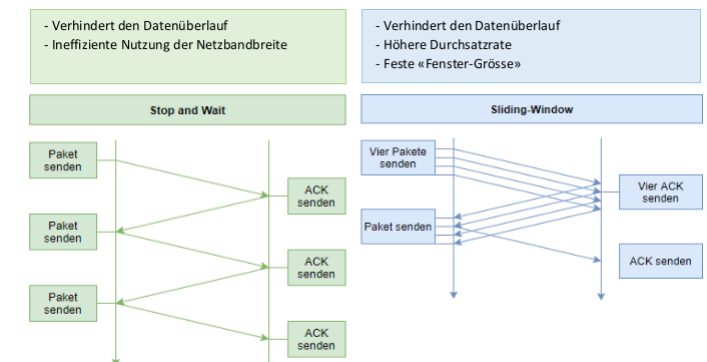 - Verhindert den Datenüberlauf
- Ineffiziente Nutzung der Netzbandbreite
- Verhindert den Datenüberlauf
- Höhere Durchsatzrate
- Feste «Fenster-Grösse»
Stop and Wait
Paket
senden
ACK
senden
Paket
senden
ACK
senden
Paket
senden
ACK
senden
Sliding-Window
Vier Pakete
senden
Vier ACK
senden
Paket senden
ACK senden